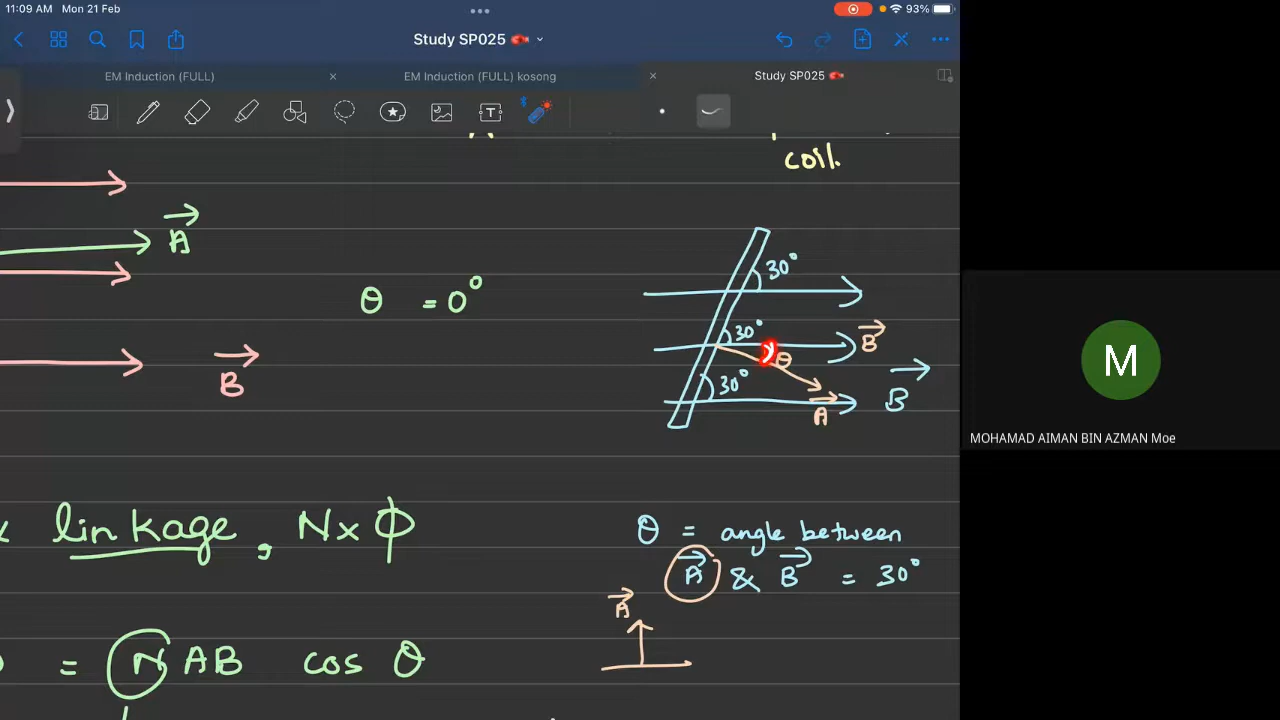 11:09 AM Mon 21 Feb
93%
Study SP025
EM Induction (FULL)
EM Induction (FULL) kosong
Study SP025
coil.
A
B
θ = 0°
30°
30°
B
θ
30°
A
B
linkage, N x Φ
= NAB cos θ
θ = angle between
A & B = 30°
A
M
MOHAMAD AIMAN BIN AZMAN Moe